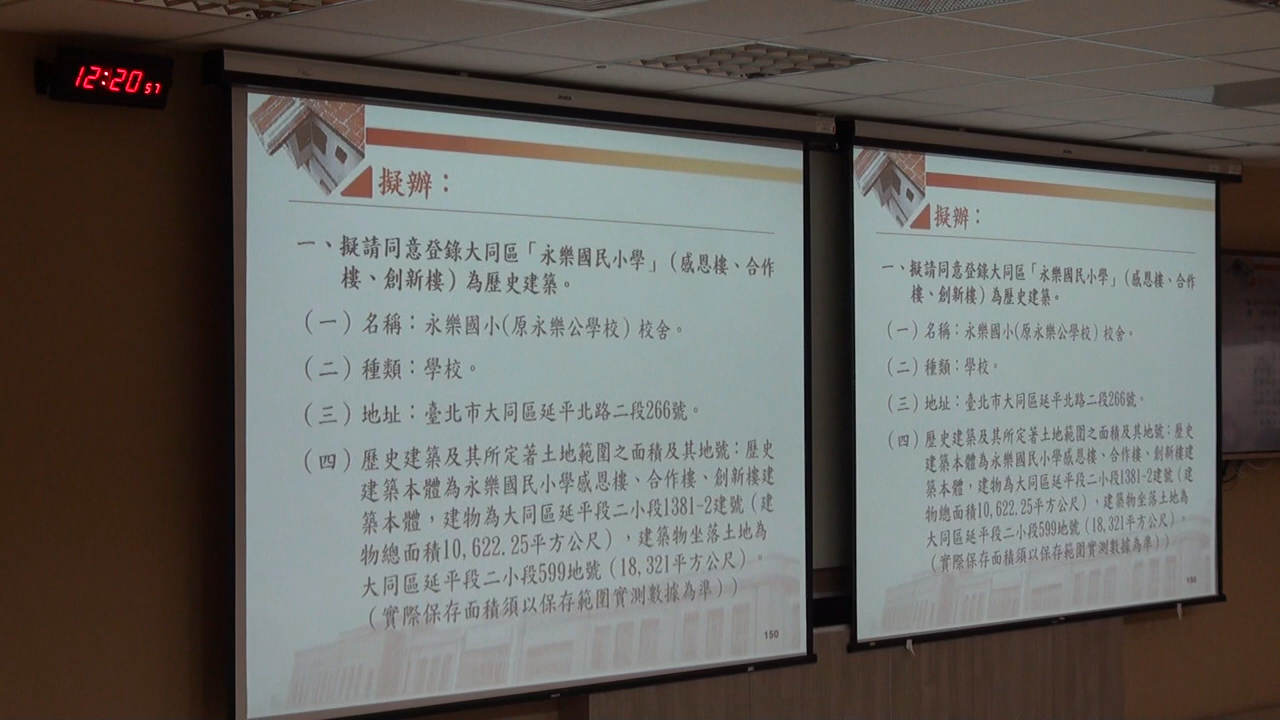 12:20 57
擬辦：
一、擬請同意登錄大同區「永樂國民小學」（感恩樓、合作
樓、創新樓）為歷史建築。
（一）名稱：永樂國小(原永樂公學校）校舍。
（二）種類：學校。
（三）地址：臺北市大同區延平北路二段266號。
（四）歷史建築及其所定著土地範圍之面積及其地號：歷史
建築本體為永樂國民小學感恩樓、合作樓、創新樓建
築本體，建物為大同區延平段二小段1381-2建號（建
物總面積10,622.25平方公尺），建築物坐落土地為
大同區延平段二小段599地號（18,321平方公尺）。
（實際保存面積須以保存範圍實測數據為準））
150
擬辦：
一、擬請同意登錄大同區「永樂國民小學」（感恩樓、合作
樓、創新樓）為歷史建築。
（一）名稱：永樂國小(原永樂公學校）校舍。
（二）種類：學校。
（三）地址：臺北市大同區延平北路二段266號。
（四）歷史建築及其所定著土地範圍之面積及其地號：歷史
建築本體為永樂國民小學感恩樓、合作樓、創新樓建
築本體，建物為大同區延平段二小段1381-2建號（建
物總面積10,622.25平方公尺），建築物坐落土地為
大同區延平段二小段599地號（18,321平方公尺）。
（實際保存面積須以保存範圍實測數據為準））
150